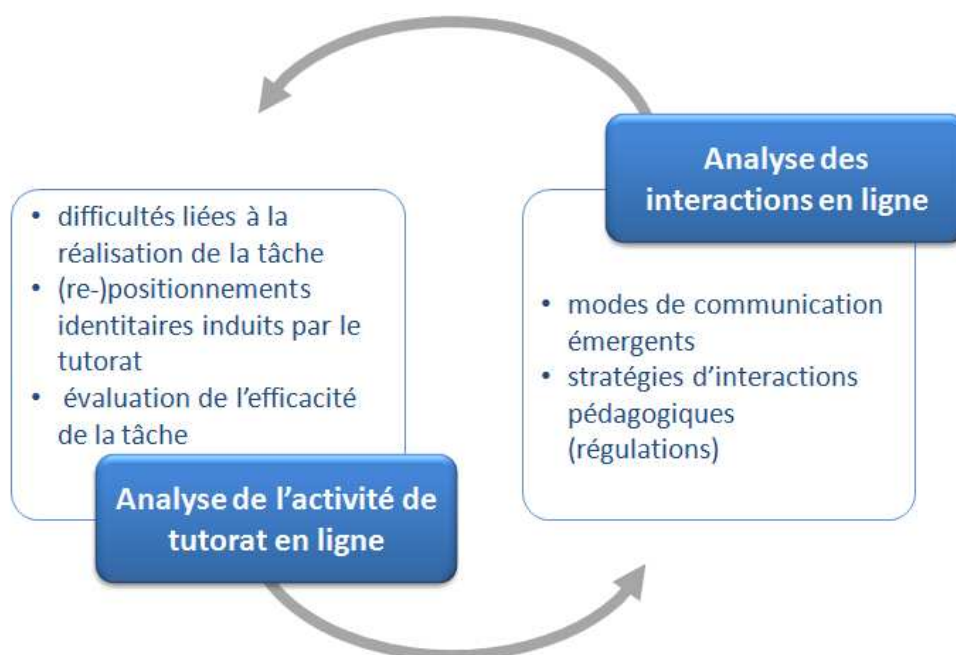 • difficultés liées à la
réalisation de la tâche
• (re-)positionnements
identitaires induits par le
tutorat
• évaluation de l’efficacité
de la tâche
Analyse de l’activité de
tutorat en ligne
Analyse des
interactions en ligne
• modes de communication
émergents
• stratégies d’interactions
pédagogiques
(régulations)